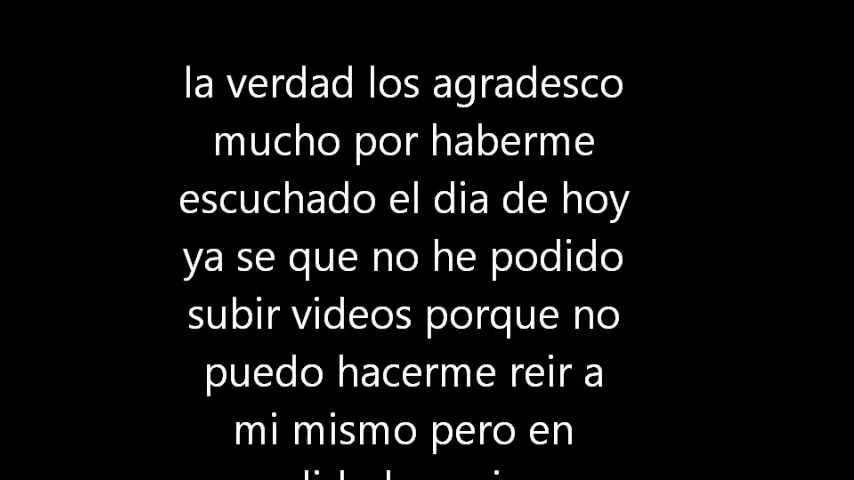 la verdad los agradesco
mucho por haberme
escuchado el dia de hoy
ya se que no he podido
subir videos porque no
puedo hacerme reir a
mi mismo pero en